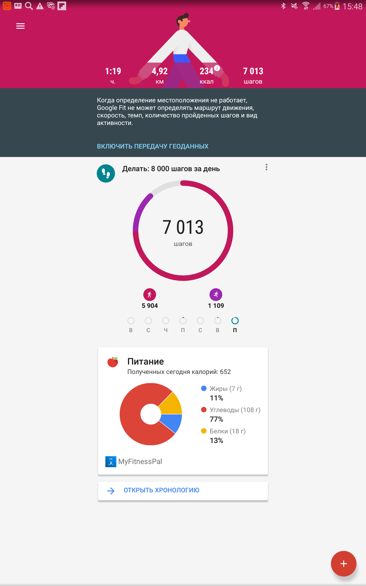 67% 15:48
1:19 4,92 234 7 013
ч. км ккал шагов
Когда определение местоположения не работает,
Google Fit не может определять маршрут движения,
скорость, темп, количество пройденных шагов и вид
активности.
ВКЛЮЧИТЬ ПЕРЕДАЧУ ГЕОДАННЫХ
Делать: 8 000 шагов за день
7 013
шагов
5 904 1 109
В С Ч П С В П
Питание
Полученных сегодня калорий: 652
Жиры (7 г)
11%
Углеводы (108 г)
77%
Белки (18 г)
13%
MyFitnessPal
ОТКРЫТЬ ХРОНОЛОГИЮ